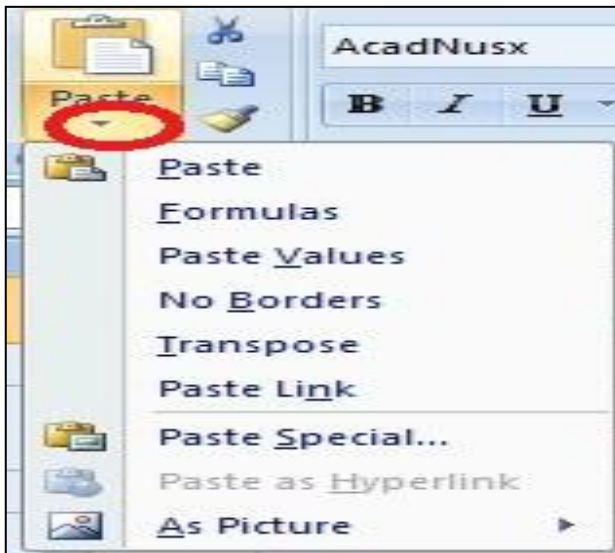 AcadNusx
Paste
B I U
Paste
Formulas
Paste Values
No Borders
Transpose
Paste Link
Paste Special...
Paste as Hyperlink
As Picture